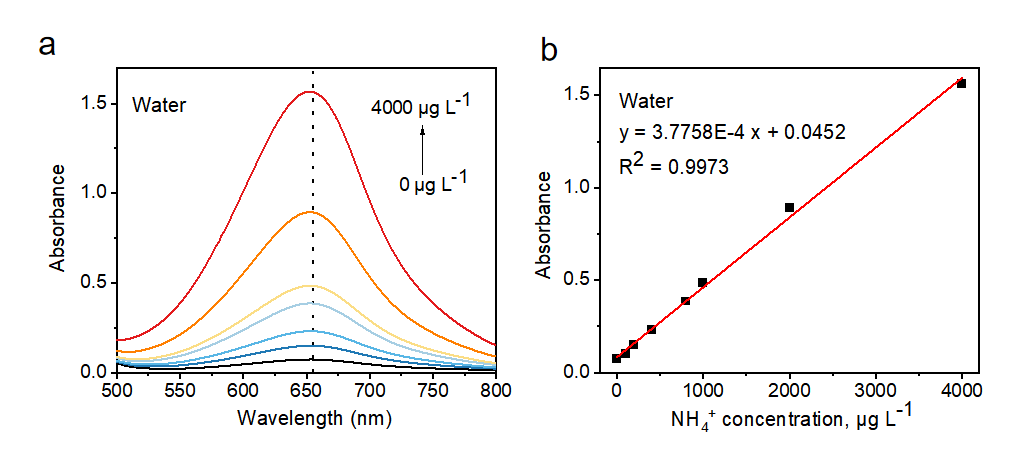 a
Water
4000 µg L⁻¹
0 µg L⁻¹
Absorbance
1.5
1.0
0.5
0.0
500 550 600 650 700 750 800
Wavelength (nm)
b
Water
y = 3.7758E-4 x + 0.0452
R² = 0.9973
Absorbance
1.5
1.0
0.5
0.0
0 1000 2000 3000 4000
NH₄⁺ concentration, µg L⁻¹